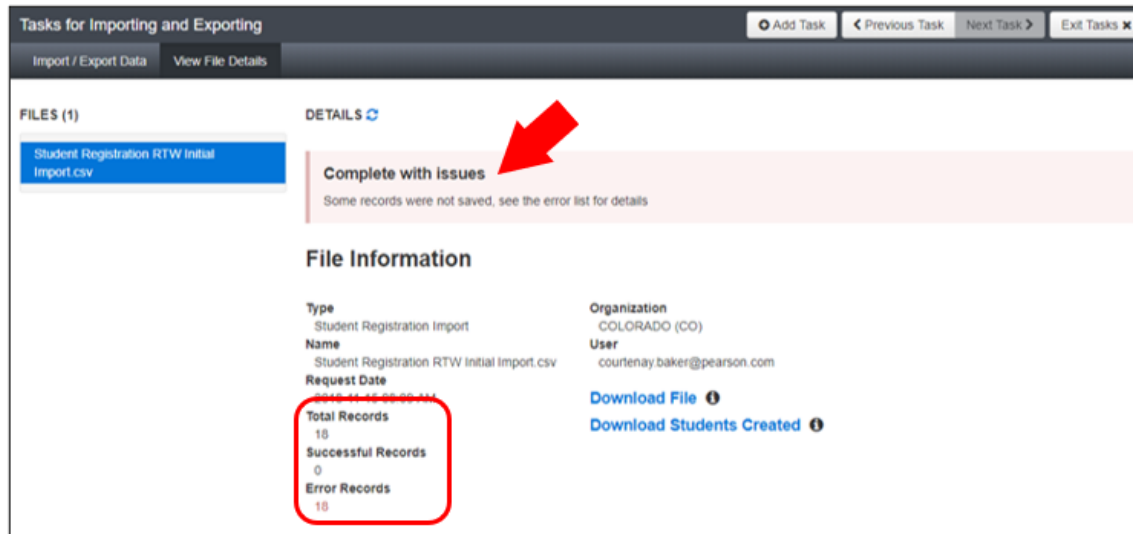 Tasks for Importing and Exporting
Add Task
Previous Task
Next Task
Exit Tasks
Import / Export Data
View File Details
FILES (1)
DETAILS
Student Registration RTW Initial
Import.csv
Complete with issues
Some records were not saved, see the error list for details
File Information
Type
Student Registration Import
Name
Student Registration RTW Initial Import.csv
Request Date
Total Records
18
Successful Records
0
Error Records
18
Organization
COLORADO (CO)
User
courtenay.baker@pearson.com
Download File
Download Students Created